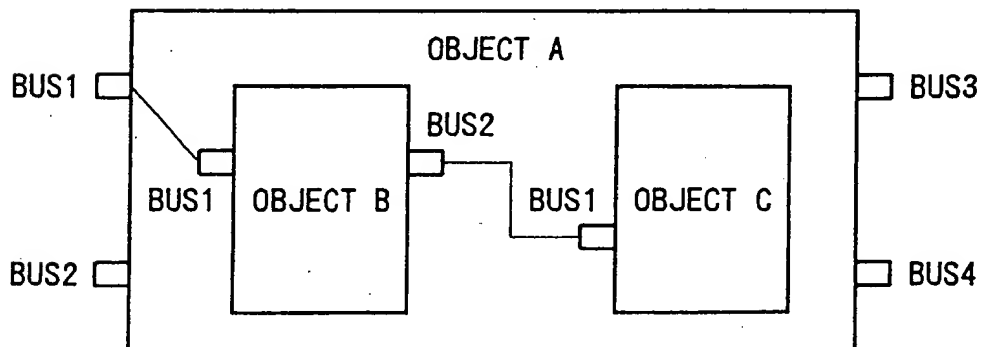 OBJECT A
BUS1
BUS3
BUS2
BUS1
OBJECT B
BUS1
OBJECT C
BUS2
BUS4